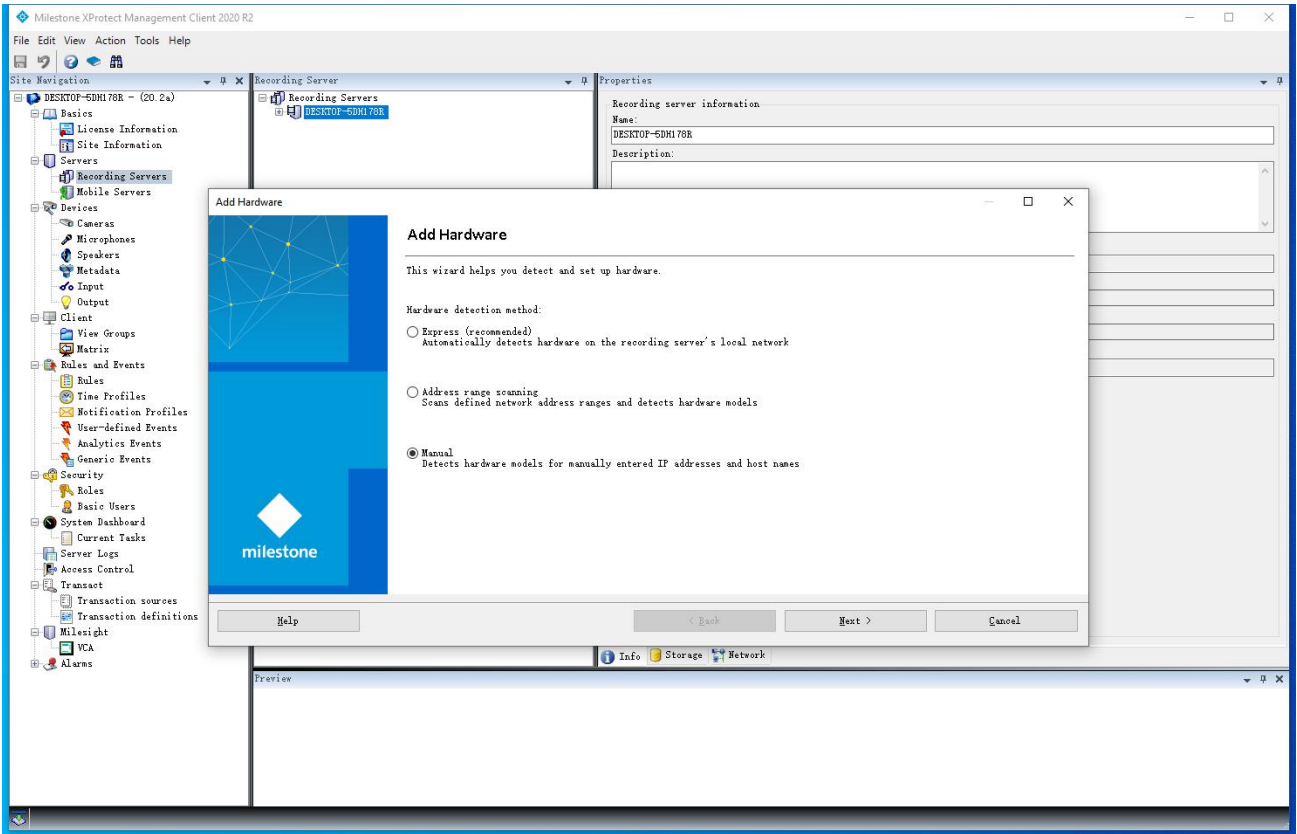 Milestone XProtect Management Client 2020 R2
File Edit View Action Tools Help
Site Navigation
DESKTOP-5DH178R - (20.2a)
Basics
License Information
Site Information
Servers
Recording Servers
Mobile Servers
Devices
Cameras
Microphones
Speakers
Metadata
Input
Output
Client
View Groups
Matrix
Rules and Events
Rules
Time Profiles
Notification Profiles
User-defined Events
Analytics Events
Generic Events
Security
Roles
Basic Users
System Dashboard
Current Tasks
Server Logs
Access Control
Transact
Transaction sources
Transaction definitions
Milesight
VCA
Alarms
Recording Server
Recording Servers
DESKTOP-5DH178R
Properties
Recording server information
Name:
DESKTOP-5DH178R
Description:
Add Hardware
Add Hardware
This wizard helps you detect and set up hardware.
Hardware detection method:
Express (recommended)
Automatically detects hardware on the recording server's local network
Address range scanning
Scans defined network address ranges and detects hardware models
Manual
Detects hardware models for manually entered IP addresses and host names
milestone
Help
< Back
Next >
Cancel
Info Storage Network
Preview